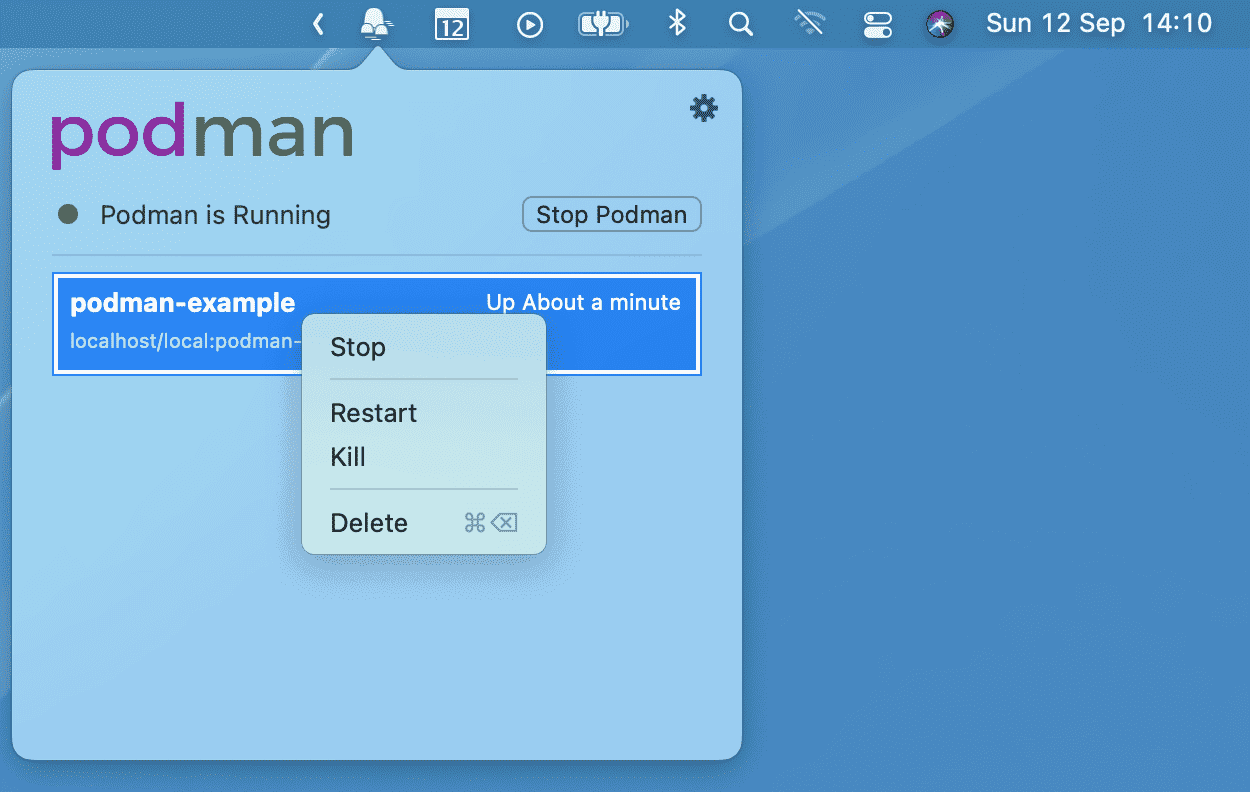 12
Sun 12 Sep 14:10
podman
Podman is Running
Stop Podman
podman-example
Up About a minute
localhost/local:podman-
Stop
Restart
Kill
Delete ⌘⌫